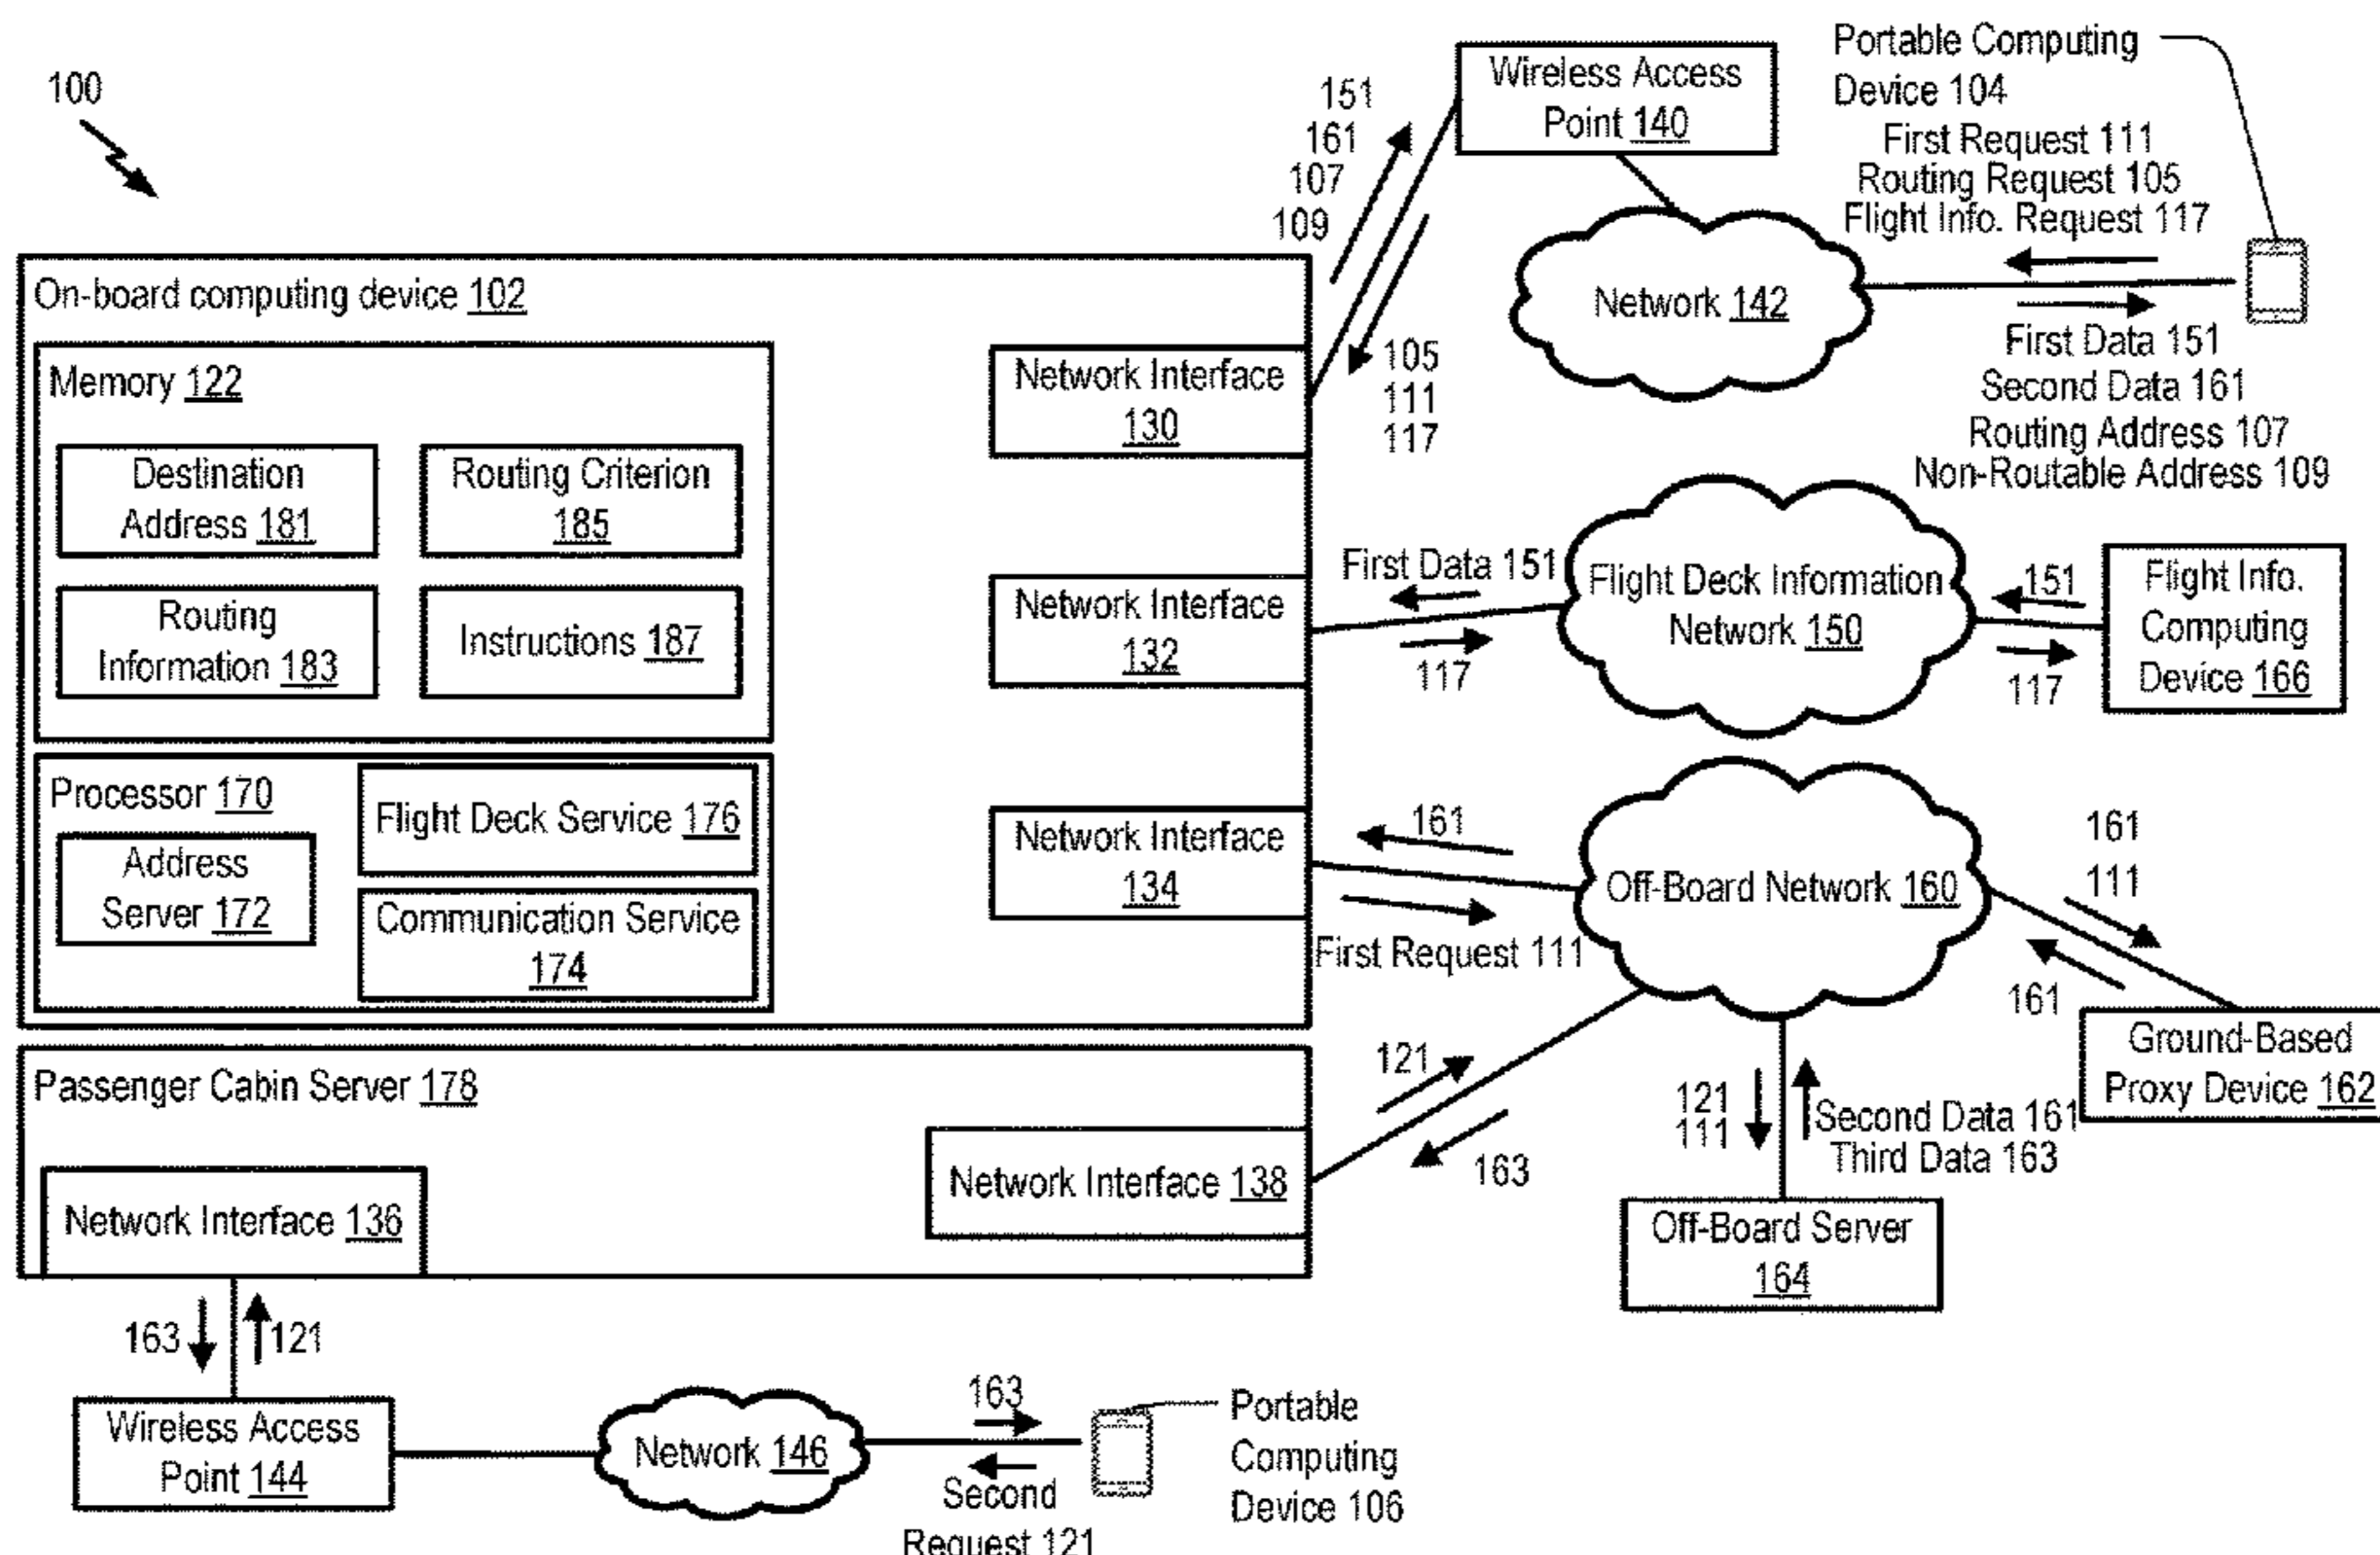 100
On-board computing device 102
Memory 122
Destination
Address 181
Routing Criterion
185
Routing
Information 183
Instructions 187
Processor 170
Flight Deck Service 176
Address
Server 172
Communication Service
174
Network Interface
130
Network Interface
132
Network Interface
134
151
161
107
109
105
111
117
Wireless Access
Point 140
Network 142
Portable Computing
Device 104
First Request 111
Routing Request 105
Flight Info. Request 117
First Data 151
Second Data 161
Routing Address 107
Non-Routable Address 109
First Data 151
117
Flight Deck Information
Network 150
151
117
Flight Info.
Computing
Device 166
161
First Request 111
Off-Board Network 160
161
111
161
Ground-Based
Proxy Device 162
Passenger Cabin Server 178
Network Interface 136
Network Interface 138
121
163
121
111
Second Data 161
Third Data 163
Off-Board Server
164
163
121
Wireless Access
Point 144
Network 146
163
Second
Request 121
Portable
Computing
Device 106